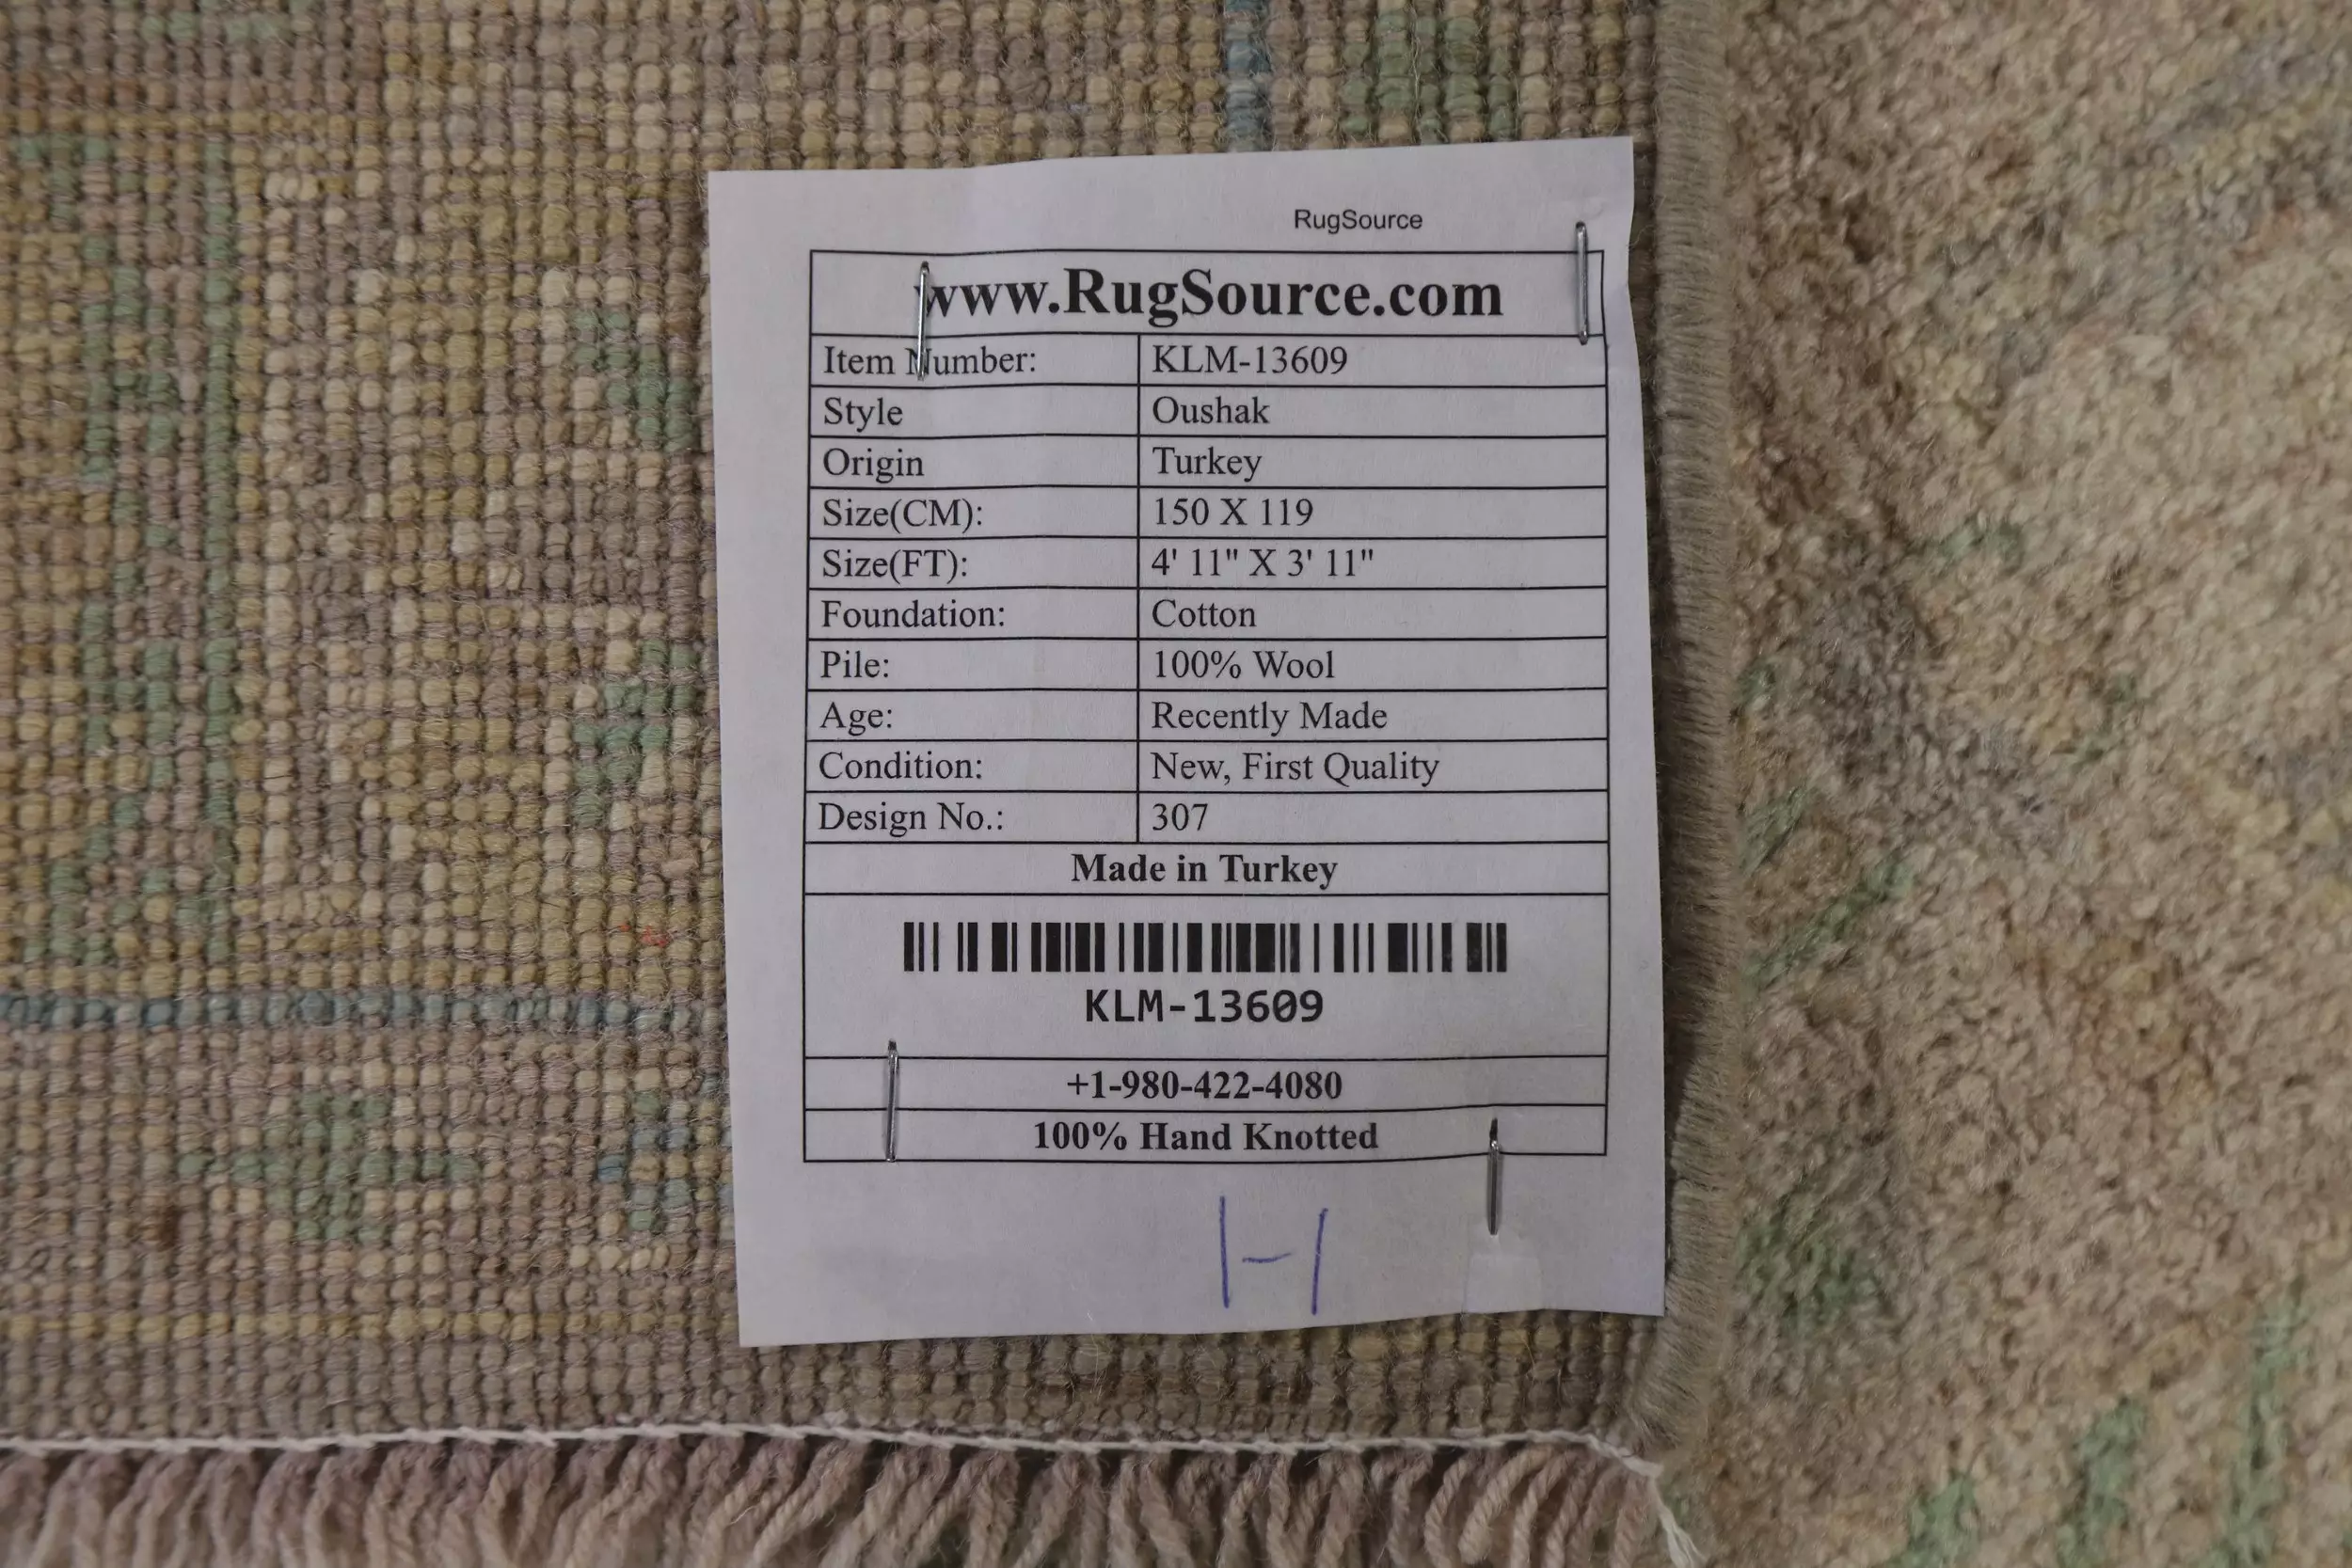 RugSource
www.RugSource.com
Item Number: KLM-13609
Style Oushak
Origin Turkey
Size(CM): 150 X 119
Size(FT): 4' 11" X 3' 11"
Foundation: Cotton
Pile: 100% Wool
Age: Recently Made
Condition: New, First Quality
Design No.: 307
Made in Turkey
KLM-13609
+1-980-422-4080
100% Hand Knotted
1-1